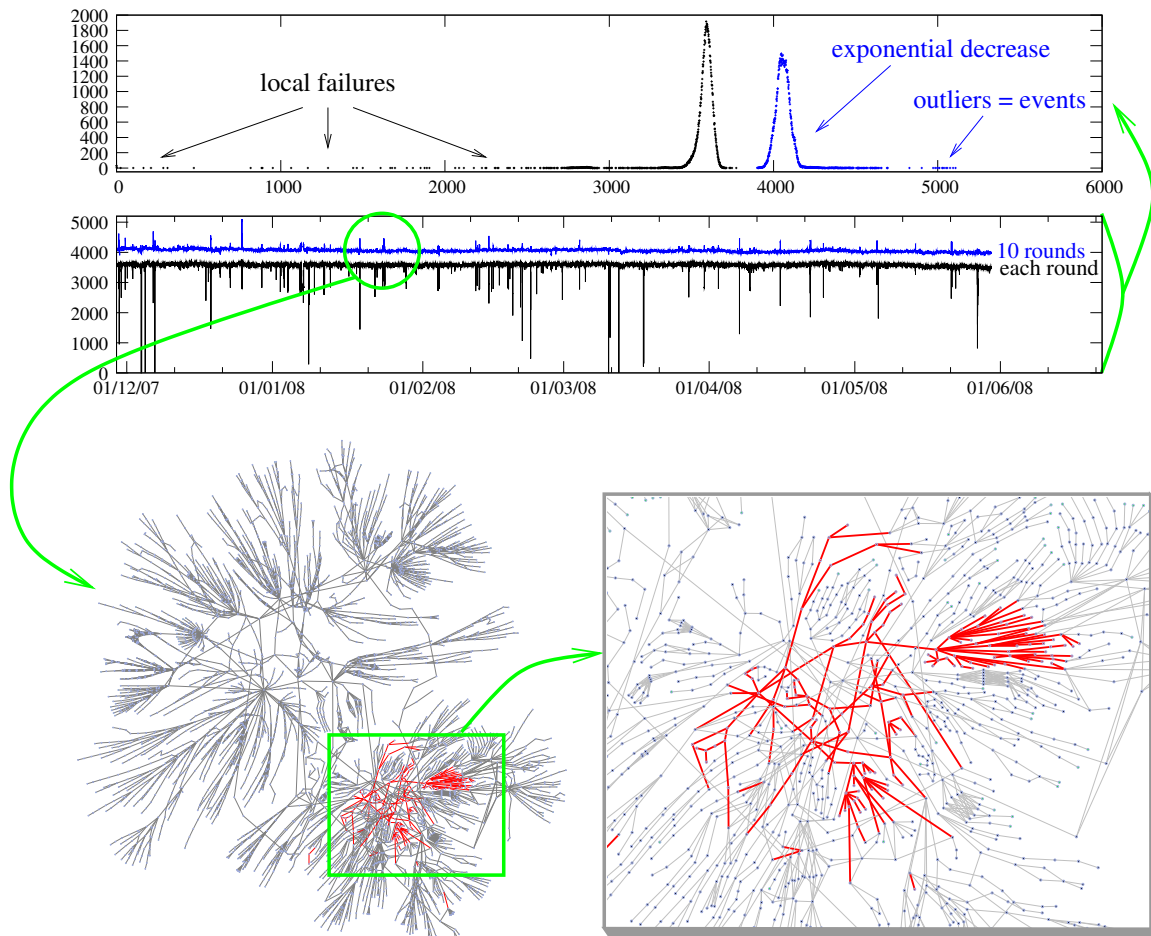 2000
1800
1600
1400
1200
1000
800
600
400
200
0
local failures
exponential decrease
outliers = events
0 1000 2000 3000 4000 5000 6000
5000
4000
3000
2000
1000
0
10 rounds
each round
01/12/07 01/01/08 01/02/08 01/03/08 01/04/08 01/05/08 01/06/08